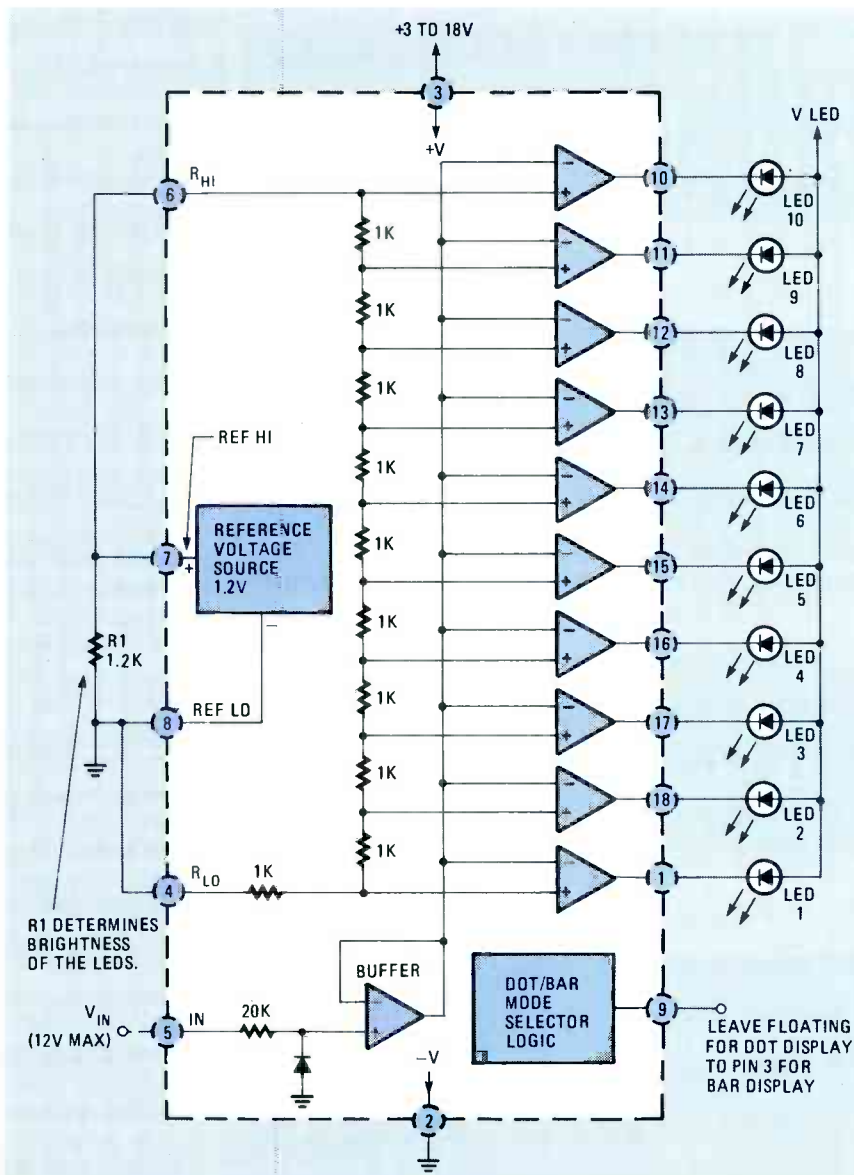 +3 TO 18V
3
+V
V LED
6
R HI
−
+
10
LED
10
1K
−
+
11
LED
9
1K
−
+
12
LED
8
1K
−
+
13
LED
7
1K
−
+
14
LED
6
1K
−
+
15
LED
5
1K
−
+
16
LED
4
1K
−
+
17
LED
3
1K
−
+
18
LED
2
1K
−
+
1
LED
1
REF HI
7
+
REFERENCE
VOLTAGE
SOURCE
1.2V
−
R1
1.2K
8
REF LO
4
R LO
1K
R1 DETERMINES
BRIGHTNESS
OF THE LEDS.
BUFFER
−
+
VIN
(12V MAX)
5
IN
20K
DOT/BAR
MODE
SELECTOR
LOGIC
9
LEAVE FLOATING
FOR DOT DISPLAY
TO PIN 3 FOR
BAR DISPLAY
−V
2